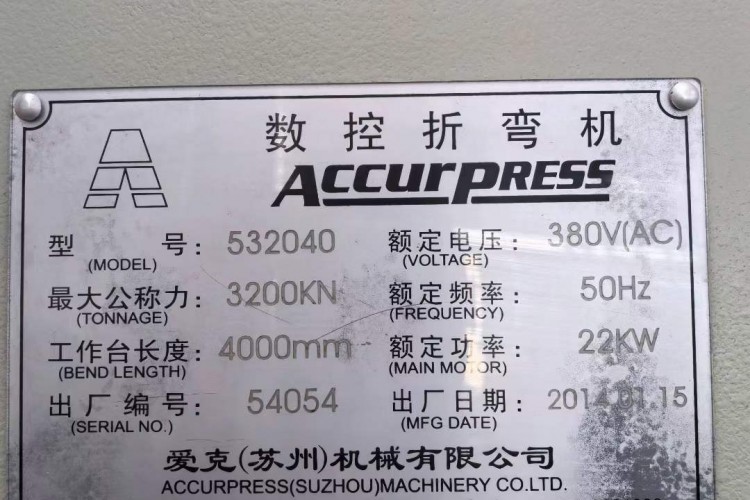 数控折弯机
ACCURPRESS
型 号: 532040 额定电压: 380V(AC)
(MODEL) (VOLTAGE)
最大公称力: 3200KN 额定频率: 50Hz
(TONNAGE) (FREQUENCY)
工作台长度: 4000mm 额定功率: 22KW
(BEND LENGTH) (MAIN MOTOR)
出厂编号: 54054 出厂日期: 2014.01.15
(SERIAL NO.) (MFG DATE)
爱克(苏州)机械有限公司
ACCURPRESS(SUZHOU)MACHINERY CO.LTD.